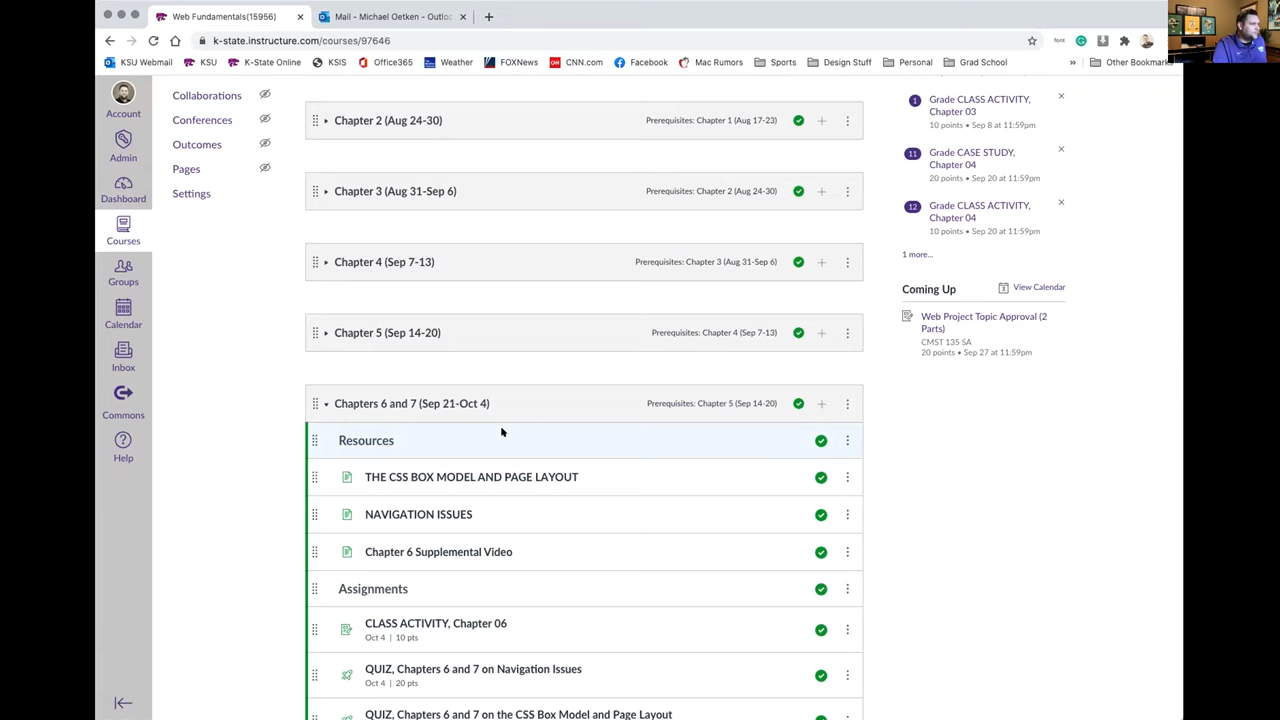 Web Fundamentals(15956)
Mail - Michael Oetken - Outloo
k-state.instructure.com/courses/97646
KSU Webmail
KSU
K-State Online
KSIS
Office365
Weather
FOXNews
CNN.com
Facebook
Mac Rumors
Sports
Design Stuff
Personal
Grad School
Other Bookmarks
Account
Admin
Dashboard
Courses
Groups
Calendar
Inbox
Commons
Help
Collaborations
Conferences
Outcomes
Pages
Settings
Chapter 2 (Aug 24-30)
Prerequisites: Chapter 1 (Aug 17-23)
Chapter 3 (Aug 31-Sep 6)
Prerequisites: Chapter 2 (Aug 24-30)
Chapter 4 (Sep 7-13)
Prerequisites: Chapter 3 (Aug 31-Sep 6)
Chapter 5 (Sep 14-20)
Prerequisites: Chapter 4 (Sep 7-13)
Chapters 6 and 7 (Sep 21-Oct 4)
Prerequisites: Chapter 5 (Sep 14-20)
Resources
THE CSS BOX MODEL AND PAGE LAYOUT
NAVIGATION ISSUES
Chapter 6 Supplemental Video
Assignments
CLASS ACTIVITY, Chapter 06
Oct 4 | 10 pts
QUIZ, Chapters 6 and 7 on Navigation Issues
Oct 4 | 20 pts
QUIZ, Chapters 6 and 7 on the CSS Box Model and Page Layout
1
Grade CLASS ACTIVITY,
Chapter 03
10 points • Sep 8 at 11:59pm
11
Grade CASE STUDY,
Chapter 04
20 points • Sep 20 at 11:59pm
12
Grade CLASS ACTIVITY,
Chapter 04
10 points • Sep 20 at 11:59pm
1 more...
Coming Up
View Calendar
Web Project Topic Approval (2
Parts)
CMST 135 SA
20 points • Sep 27 at 11:59pm